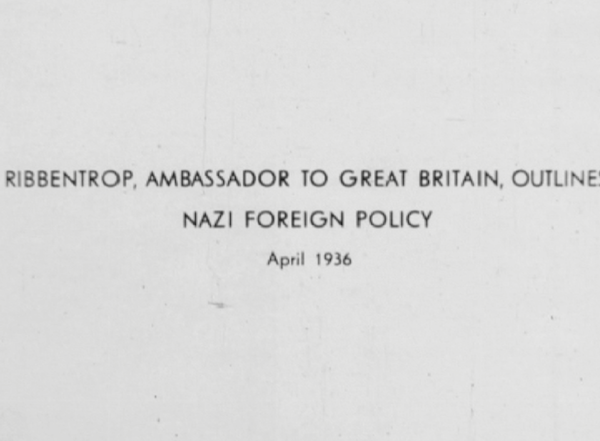 RIBBENTROP, AMBASSADOR TO GREAT BRITAIN, OUTLINES
NAZI FOREIGN POLICY
April 1936